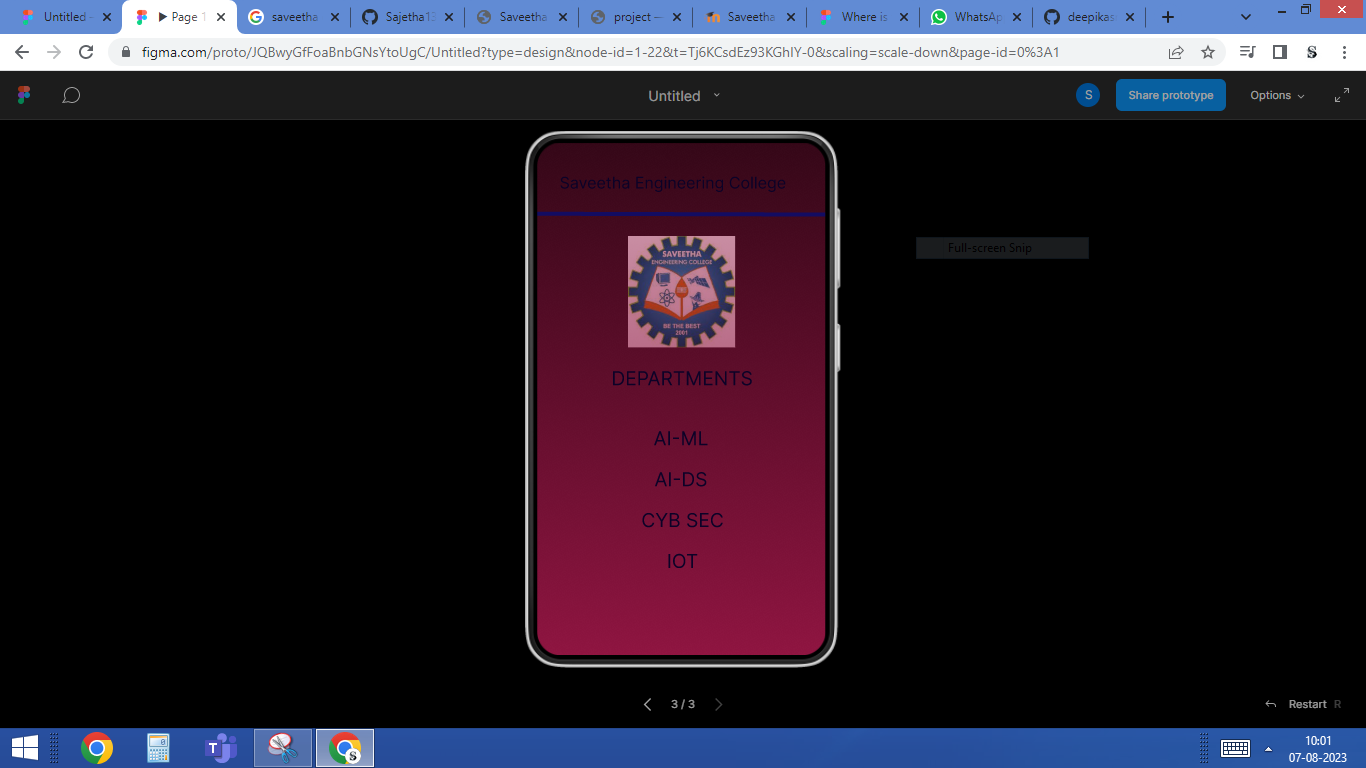 Untitled
Page 1
saveetha
Sajetha13
Saveetha
project —
Saveetha
Where is
WhatsAp
deepikas
figma.com/proto/JQBwyGfFoaBnbGNsYtoUgC/Untitled?type=design&node-id=1-22&t=Tj6KCsdEz93KGhlY-0&scaling=scale-down&page-id=0%3A1
S
Untitled
S
Share prototype
Options
Saveetha Engineering College
Full-screen Snip
SAVEETHA
ENGINEERING COLLEGE
BE THE BEST
2001
DEPARTMENTS
AI-ML
AI-DS
CYB SEC
IOT
3 / 3
Restart R
T
S
10:01
07-08-2023